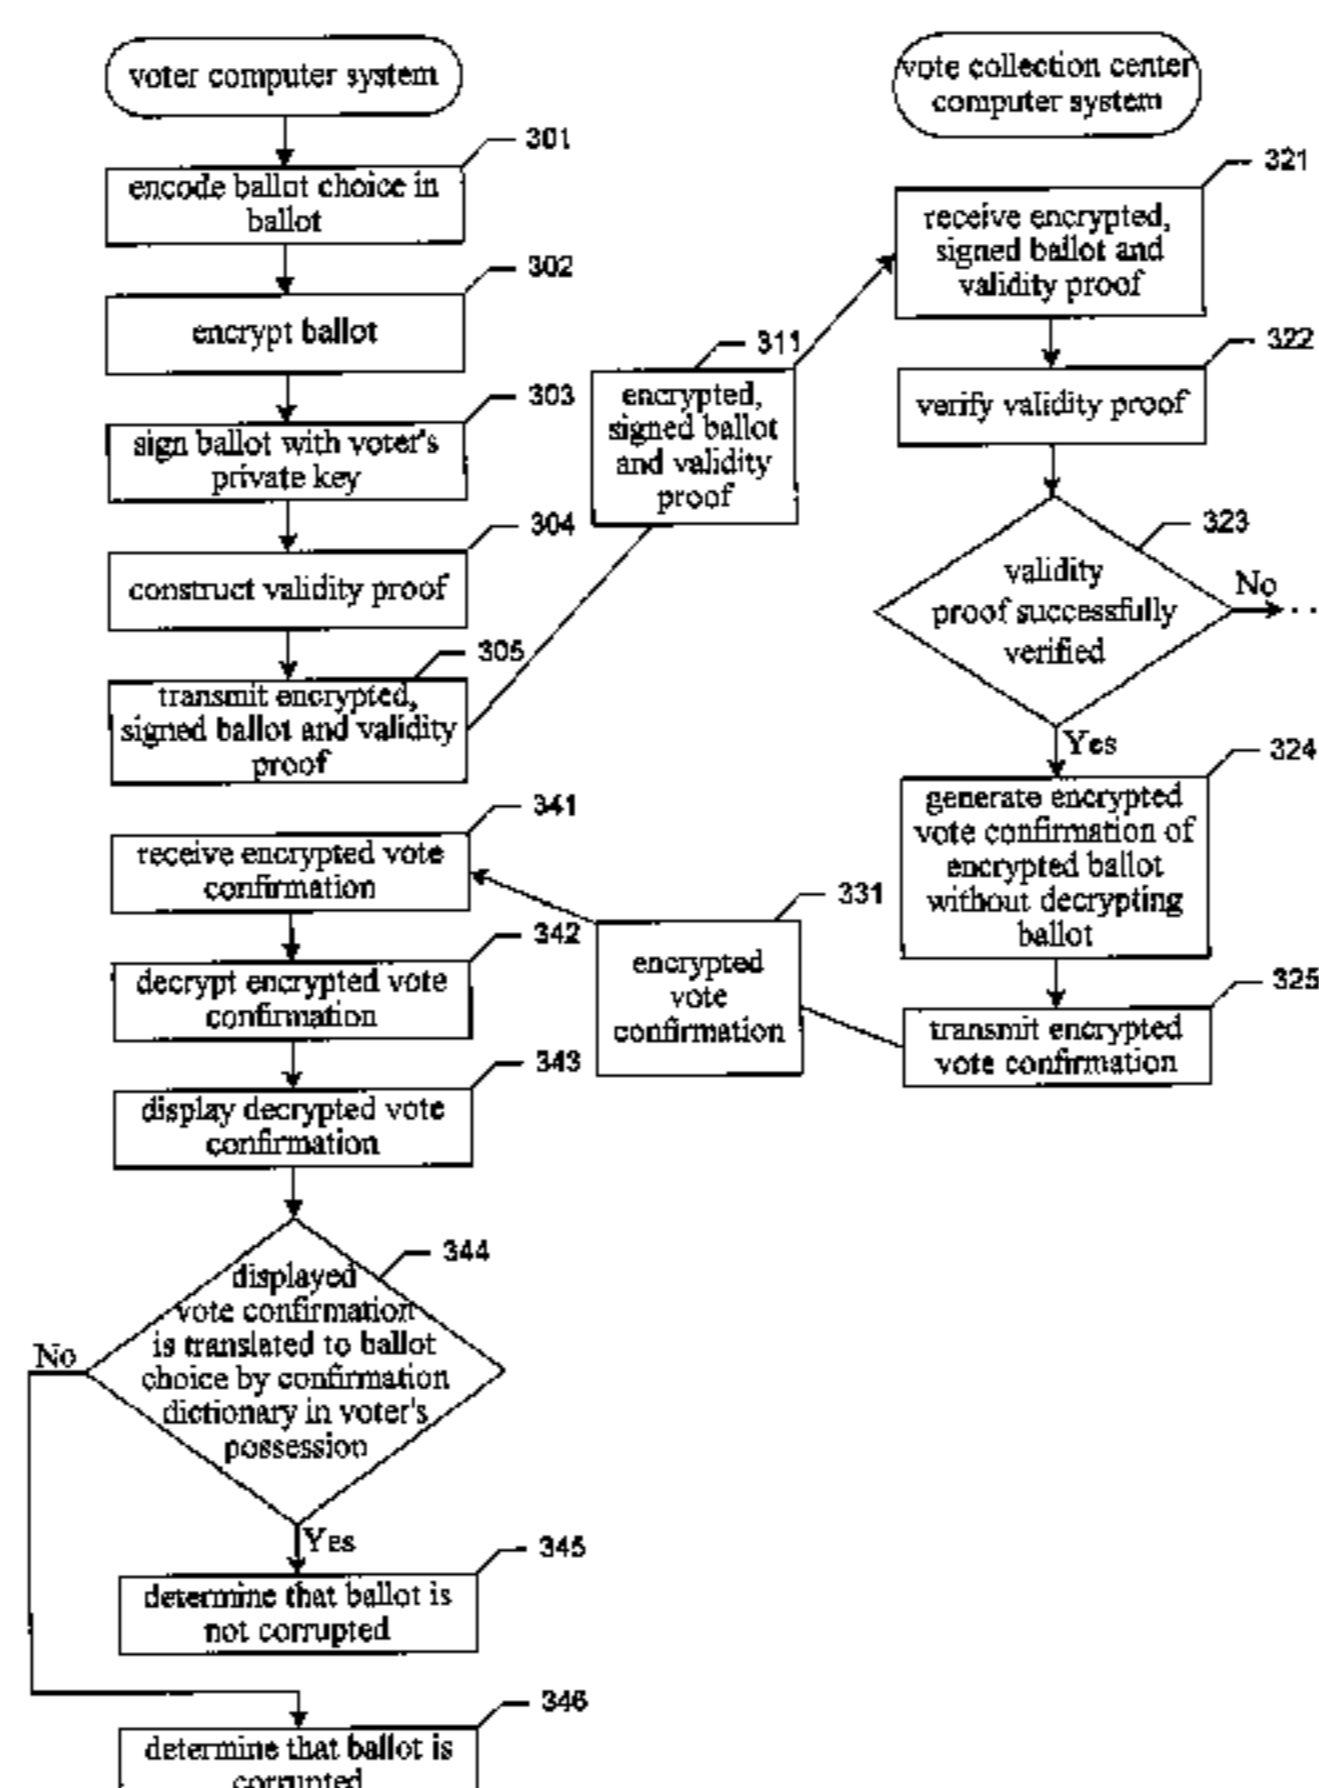 voter computer system
301
encode ballot choice in
ballot
302
encrypt ballot
303
sign ballot with voter's
private key
304
construct validity proof
305
transmit encrypted,
signed ballot and validity
proof
311
encrypted,
signed ballot
and validity
proof
vote collection center
computer system
321
receive encrypted,
signed ballot and
validity proof
322
verify validity proof
323
validity
proof successfully
verified
No
Yes
324
generate encrypted
vote confirmation of
encrypted ballot
without decrypting
ballot
325
transmit encrypted
vote confirmation
331
encrypted
vote
confirmation
341
receive encrypted vote
confirmation
342
decrypt encrypted vote
confirmation
343
display decrypted vote
confirmation
344
displayed
vote confirmation
is translated to ballot
choice by confirmation
dictionary in voter's
possession
No
Yes
345
determine that ballot is
not corrupted
346
determine that ballot is
corrupted